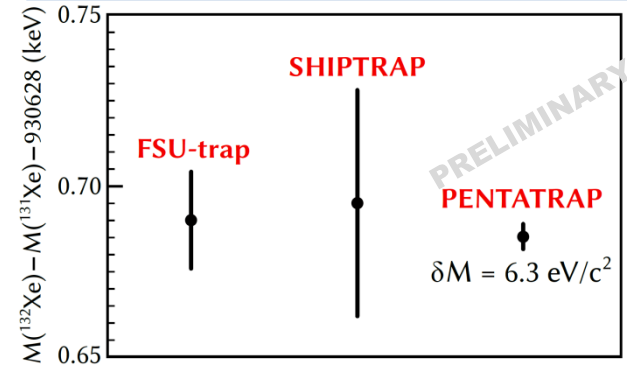 M(¹³²Xe)−M(¹³¹Xe)−930628 (keV)
0.75
0.70
0.65
FSU-trap
SHIPTRAP
PRELIMINARY
PENTATRAP
δM = 6.3 eV/c²